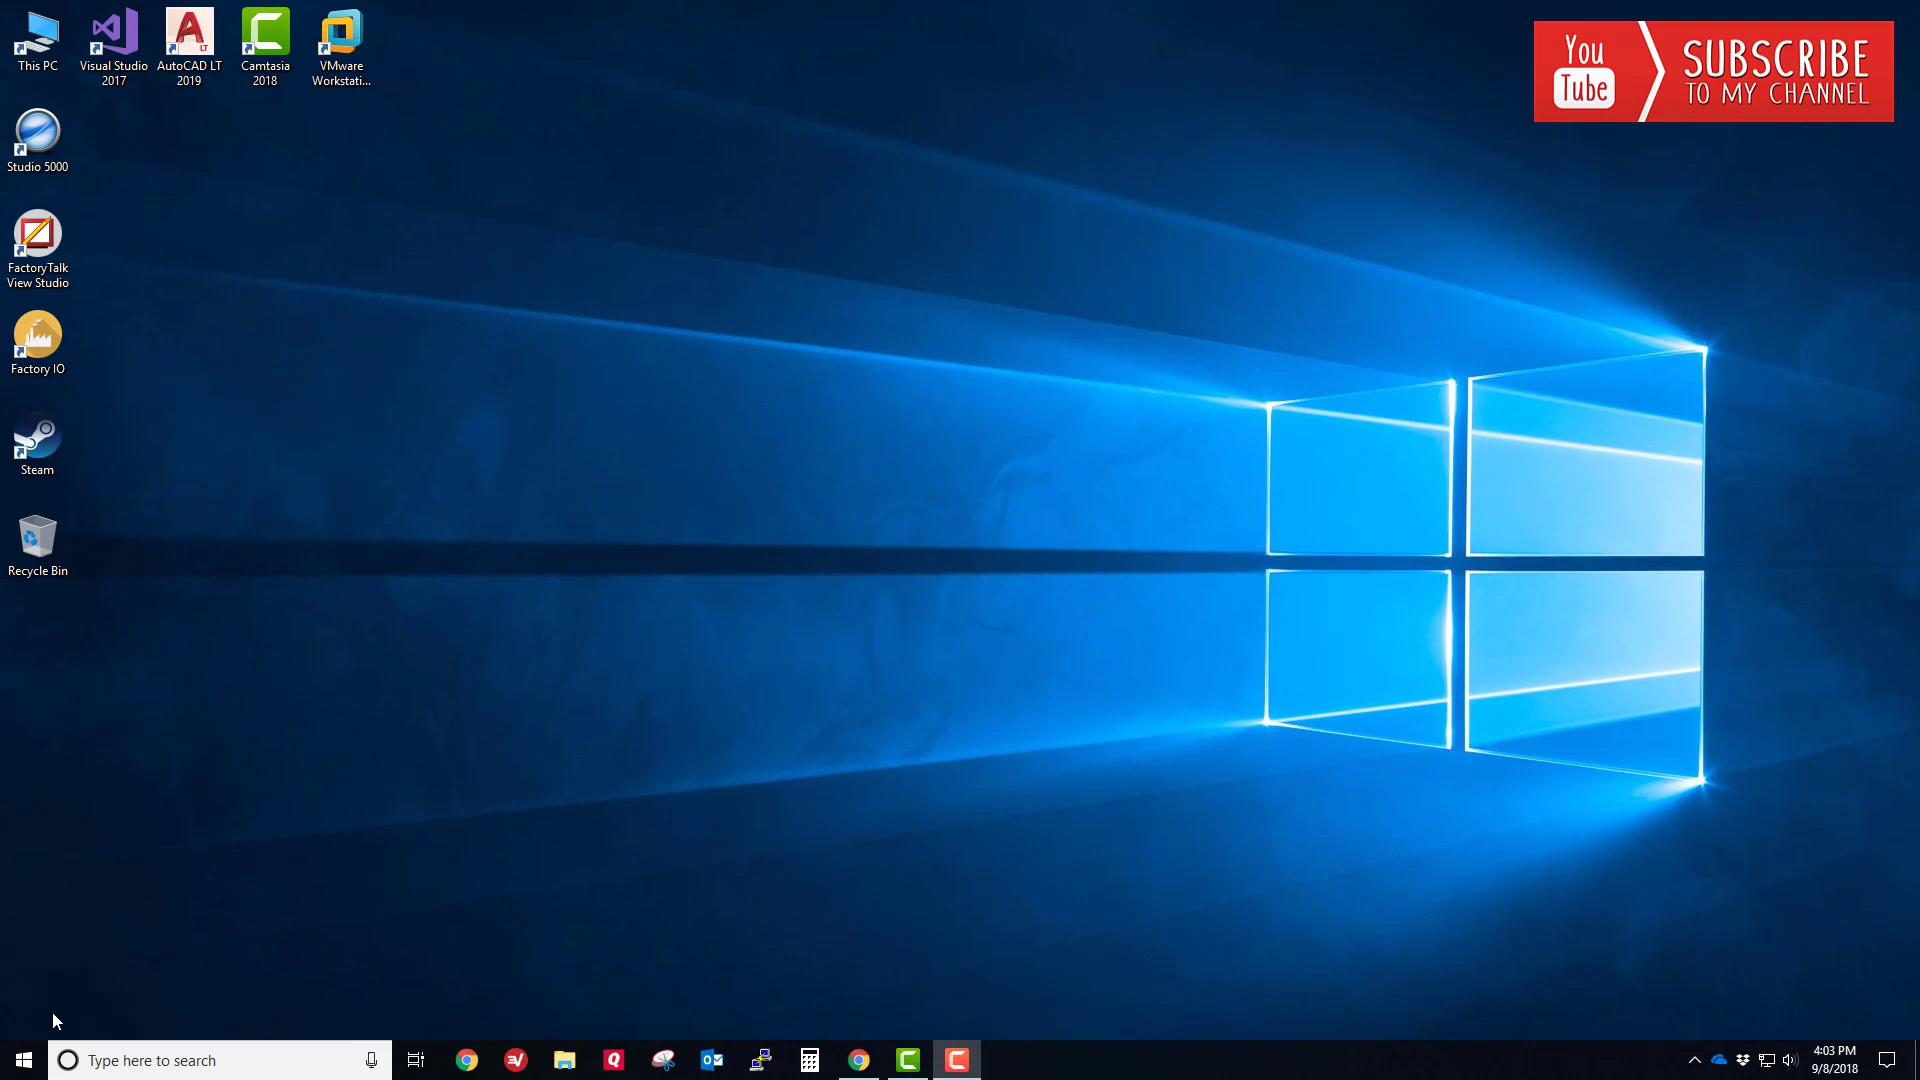 This PC
Visual Studio
2017
AutoCAD LT
2019
Camtasia
2018
VMware
Workstati...
Studio 5000
FactoryTalk
View Studio
Factory IO
Steam
Recycle Bin
You
Tube
SUBSCRIBE
TO MY CHANNEL
Type here to search
4:03 PM
9/8/2018